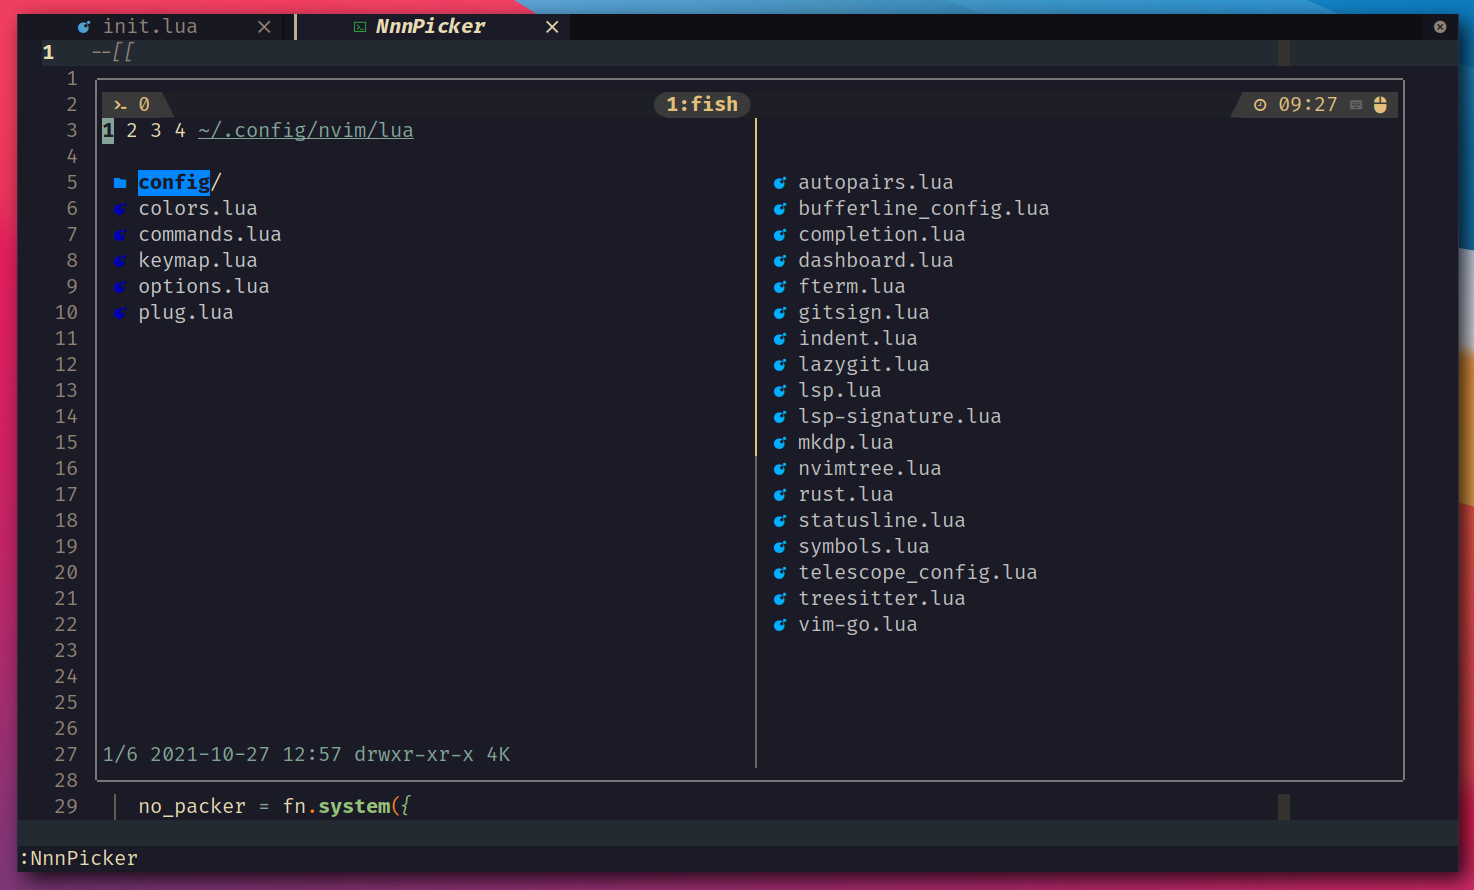 init.lua NnnPicker
1 --[[
1
2 0 1:fish 09:27
3 1 2 3 4 ~/.config/nvim/lua
4
5 config/ autopairs.lua
6 colors.lua bufferline_config.lua
7 commands.lua completion.lua
8 keymap.lua dashboard.lua
9 options.lua fterm.lua
10 plug.lua gitsign.lua
11 indent.lua
12 lazygit.lua
13 lsp.lua
14 lsp-signature.lua
15 mkdp.lua
16 nvimtree.lua
17 rust.lua
18 statusline.lua
19 symbols.lua
20 telescope_config.lua
21 treesitter.lua
22 vim-go.lua
23
24
25
26
27 1/6 2021-10-27 12:57 drwxr-xr-x 4K
28
29 no_packer = fn.system({
:NnnPicker